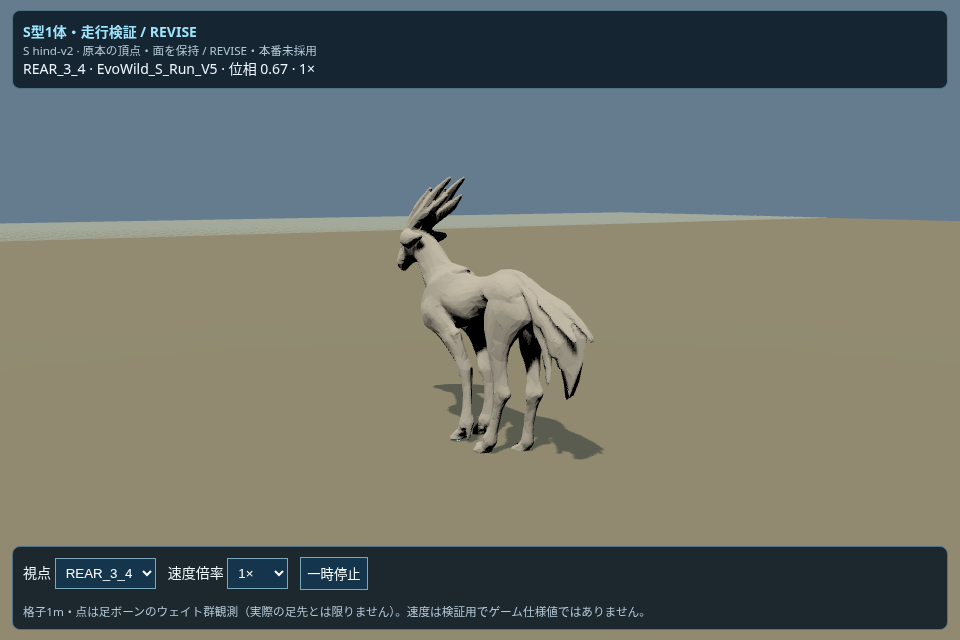 S型1体・走行検証 / REVISE
S hind-v2 · 原本の頂点・面を保持 / REVISE・本番未採用
REAR_3_4 · EvoWild_S_Run_V5 · 位相 0.67 · 1×
視点 REAR_3_4 速度倍率 1× 一時停止
格子1m・点は足ボーンのウェイト群観測（実際の足先とは限りません）。速度は検証用でゲーム仕様値ではありません。